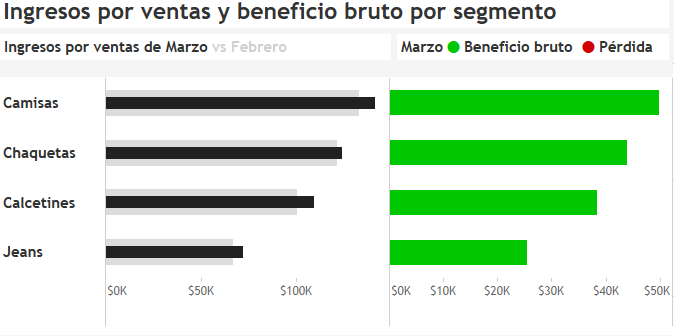 Ingresos por ventas y beneficio bruto por segmento
Ingresos por ventas de Marzo vs Febrero
Marzo Beneficio bruto Pérdida
Camisas
Chaquetas
Calcetines
Jeans
$0K $50K $100K
$0K $10K $20K $30K $40K $50K